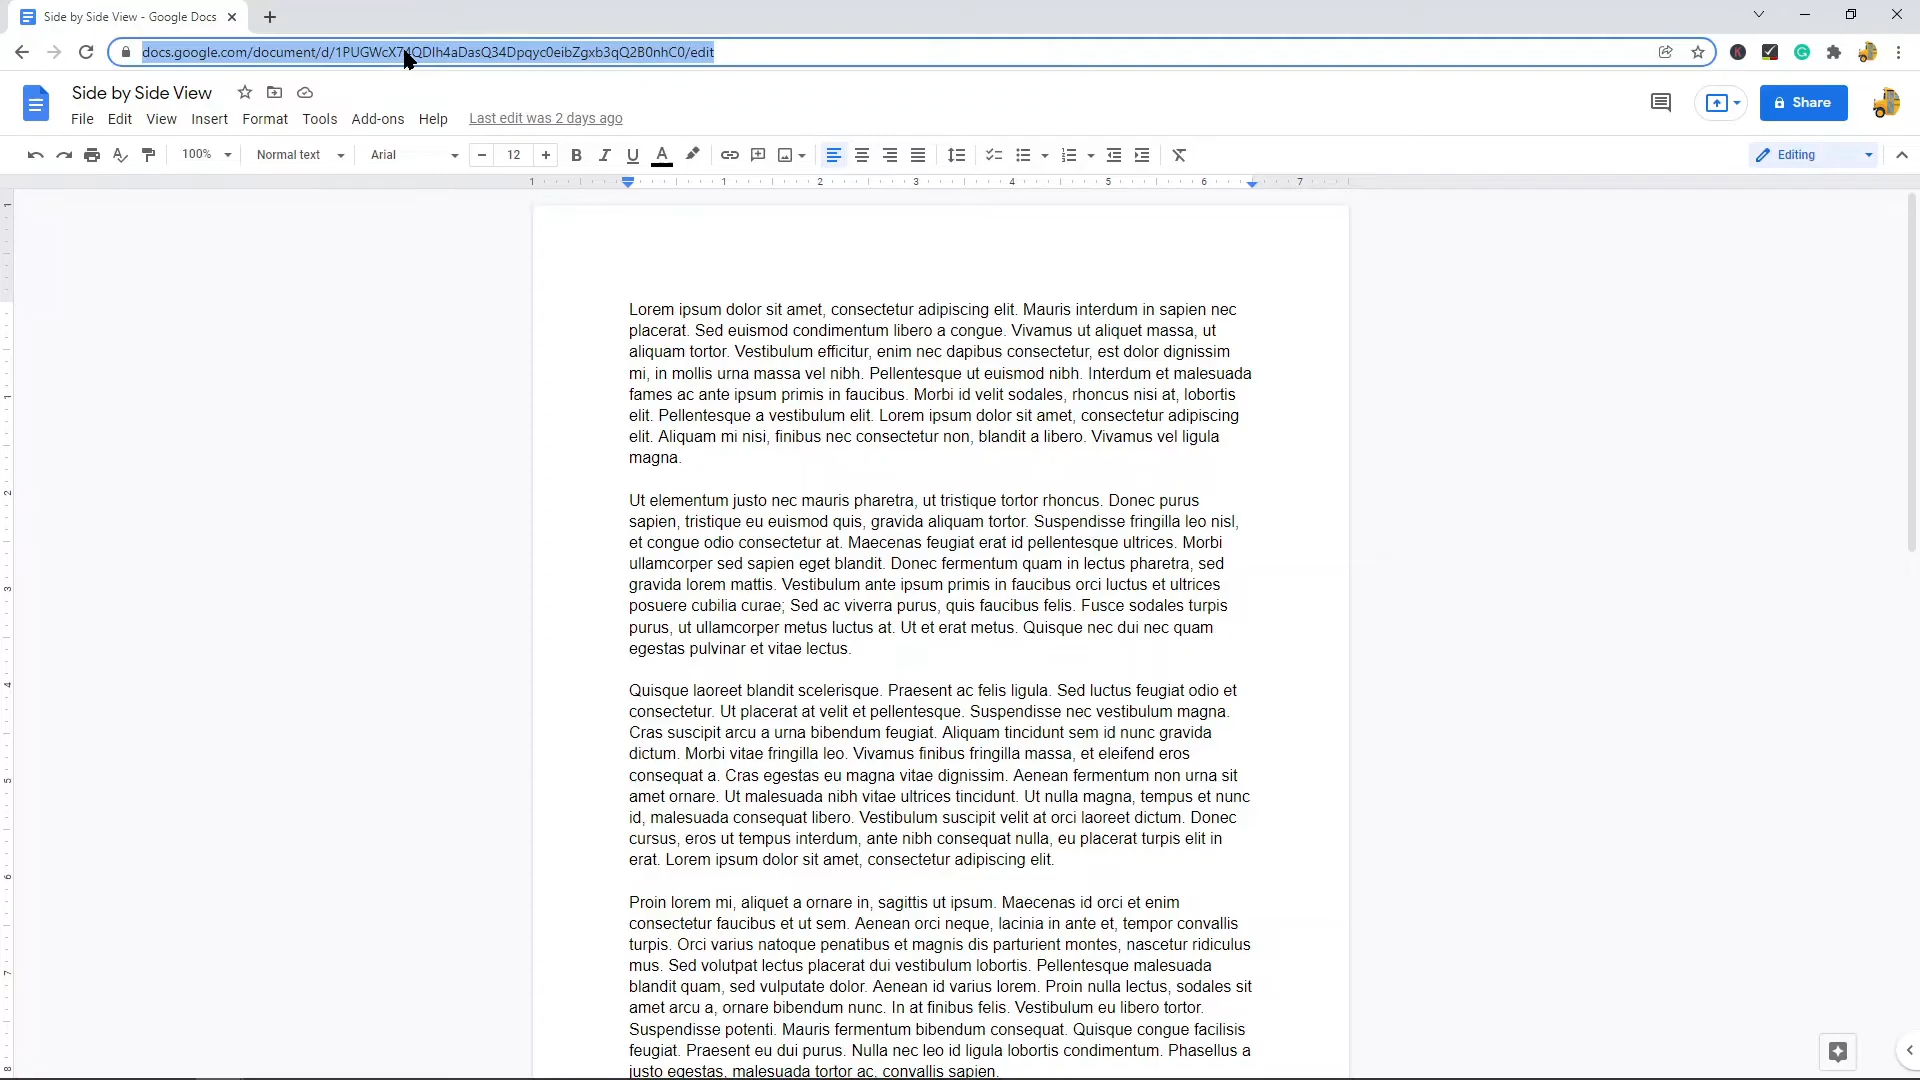 Side by Side View - Google Docs
docs.google.com/document/d/1PUGWcX74QDlh4aDasQ34Dpqyc0eibZgxb3qQ2B0nhC0/edit
Side by Side View
Share
File Edit View Insert Format Tools Add-ons Help Last edit was 2 days ago
100% Normal text Arial 12 B I U A Editing
1 1 2 3 4 5 6 7
Lorem ipsum dolor sit amet, consectetur adipiscing elit. Mauris interdum in sapien nec
placerat. Sed euismod condimentum libero a congue. Vivamus ut aliquet massa, ut
aliquam tortor. Vestibulum efficitur, enim nec dapibus consectetur, est dolor dignissim
mi, in mollis urna massa vel nibh. Pellentesque ut euismod nibh. Interdum et malesuada
fames ac ante ipsum primis in faucibus. Morbi id velit sodales, rhoncus nisi at, lobortis
elit. Pellentesque a vestibulum elit. Lorem ipsum dolor sit amet, consectetur adipiscing
elit. Aliquam mi nisi, finibus nec consectetur non, blandit a libero. Vivamus vel ligula
magna.
Ut elementum justo nec mauris pharetra, ut tristique tortor rhoncus. Donec purus
sapien, tristique eu euismod quis, gravida aliquam tortor. Suspendisse fringilla leo nisl,
et congue odio consectetur at. Maecenas feugiat erat id pellentesque ultrices. Morbi
ullamcorper sed sapien eget blandit. Donec fermentum quam in lectus pharetra, sed
gravida lorem mattis. Vestibulum ante ipsum primis in faucibus orci luctus et ultrices
posuere cubilia curae; Sed ac viverra purus, quis faucibus felis. Fusce sodales turpis
purus, ut ullamcorper metus luctus at. Ut et erat metus. Quisque nec dui nec quam
egestas pulvinar et vitae lectus.
Quisque laoreet blandit scelerisque. Praesent ac felis ligula. Sed luctus feugiat odio et
consectetur. Ut placerat at velit et pellentesque. Suspendisse nec vestibulum magna.
Cras suscipit arcu a urna bibendum feugiat. Aliquam tincidunt sem id nunc gravida
dictum. Morbi vitae fringilla leo. Vivamus finibus fringilla massa, et eleifend eros
consequat a. Cras egestas eu magna vitae dignissim. Aenean fermentum non urna sit
amet ornare. Ut malesuada nibh vitae ultrices tincidunt. Ut nulla magna, tempus et nunc
id, malesuada consequat libero. Vestibulum suscipit velit at orci laoreet dictum. Donec
cursus, eros ut tempus interdum, ante nibh consequat nulla, eu placerat turpis elit in
erat. Lorem ipsum dolor sit amet, consectetur adipiscing elit.
Proin lorem mi, aliquet a ornare in, sagittis ut ipsum. Maecenas id orci et enim
consectetur faucibus et ut sem. Aenean orci neque, lacinia in ante et, tempor convallis
turpis. Orci varius natoque penatibus et magnis dis parturient montes, nascetur ridiculus
mus. Sed volutpat lectus placerat dui vestibulum lobortis. Pellentesque malesuada
blandit quam, sed vulputate dolor. Aenean id varius lorem. Proin nulla lectus, sodales sit
amet arcu a, ornare bibendum nunc. In at finibus felis. Vestibulum eu libero tortor.
Suspendisse potenti. Mauris fermentum bibendum consequat. Quisque congue facilisis
feugiat. Praesent eu dui purus. Nulla nec leo id ligula lobortis condimentum. Phasellus a
justo egestas, malesuada tortor ac, convallis sapien.